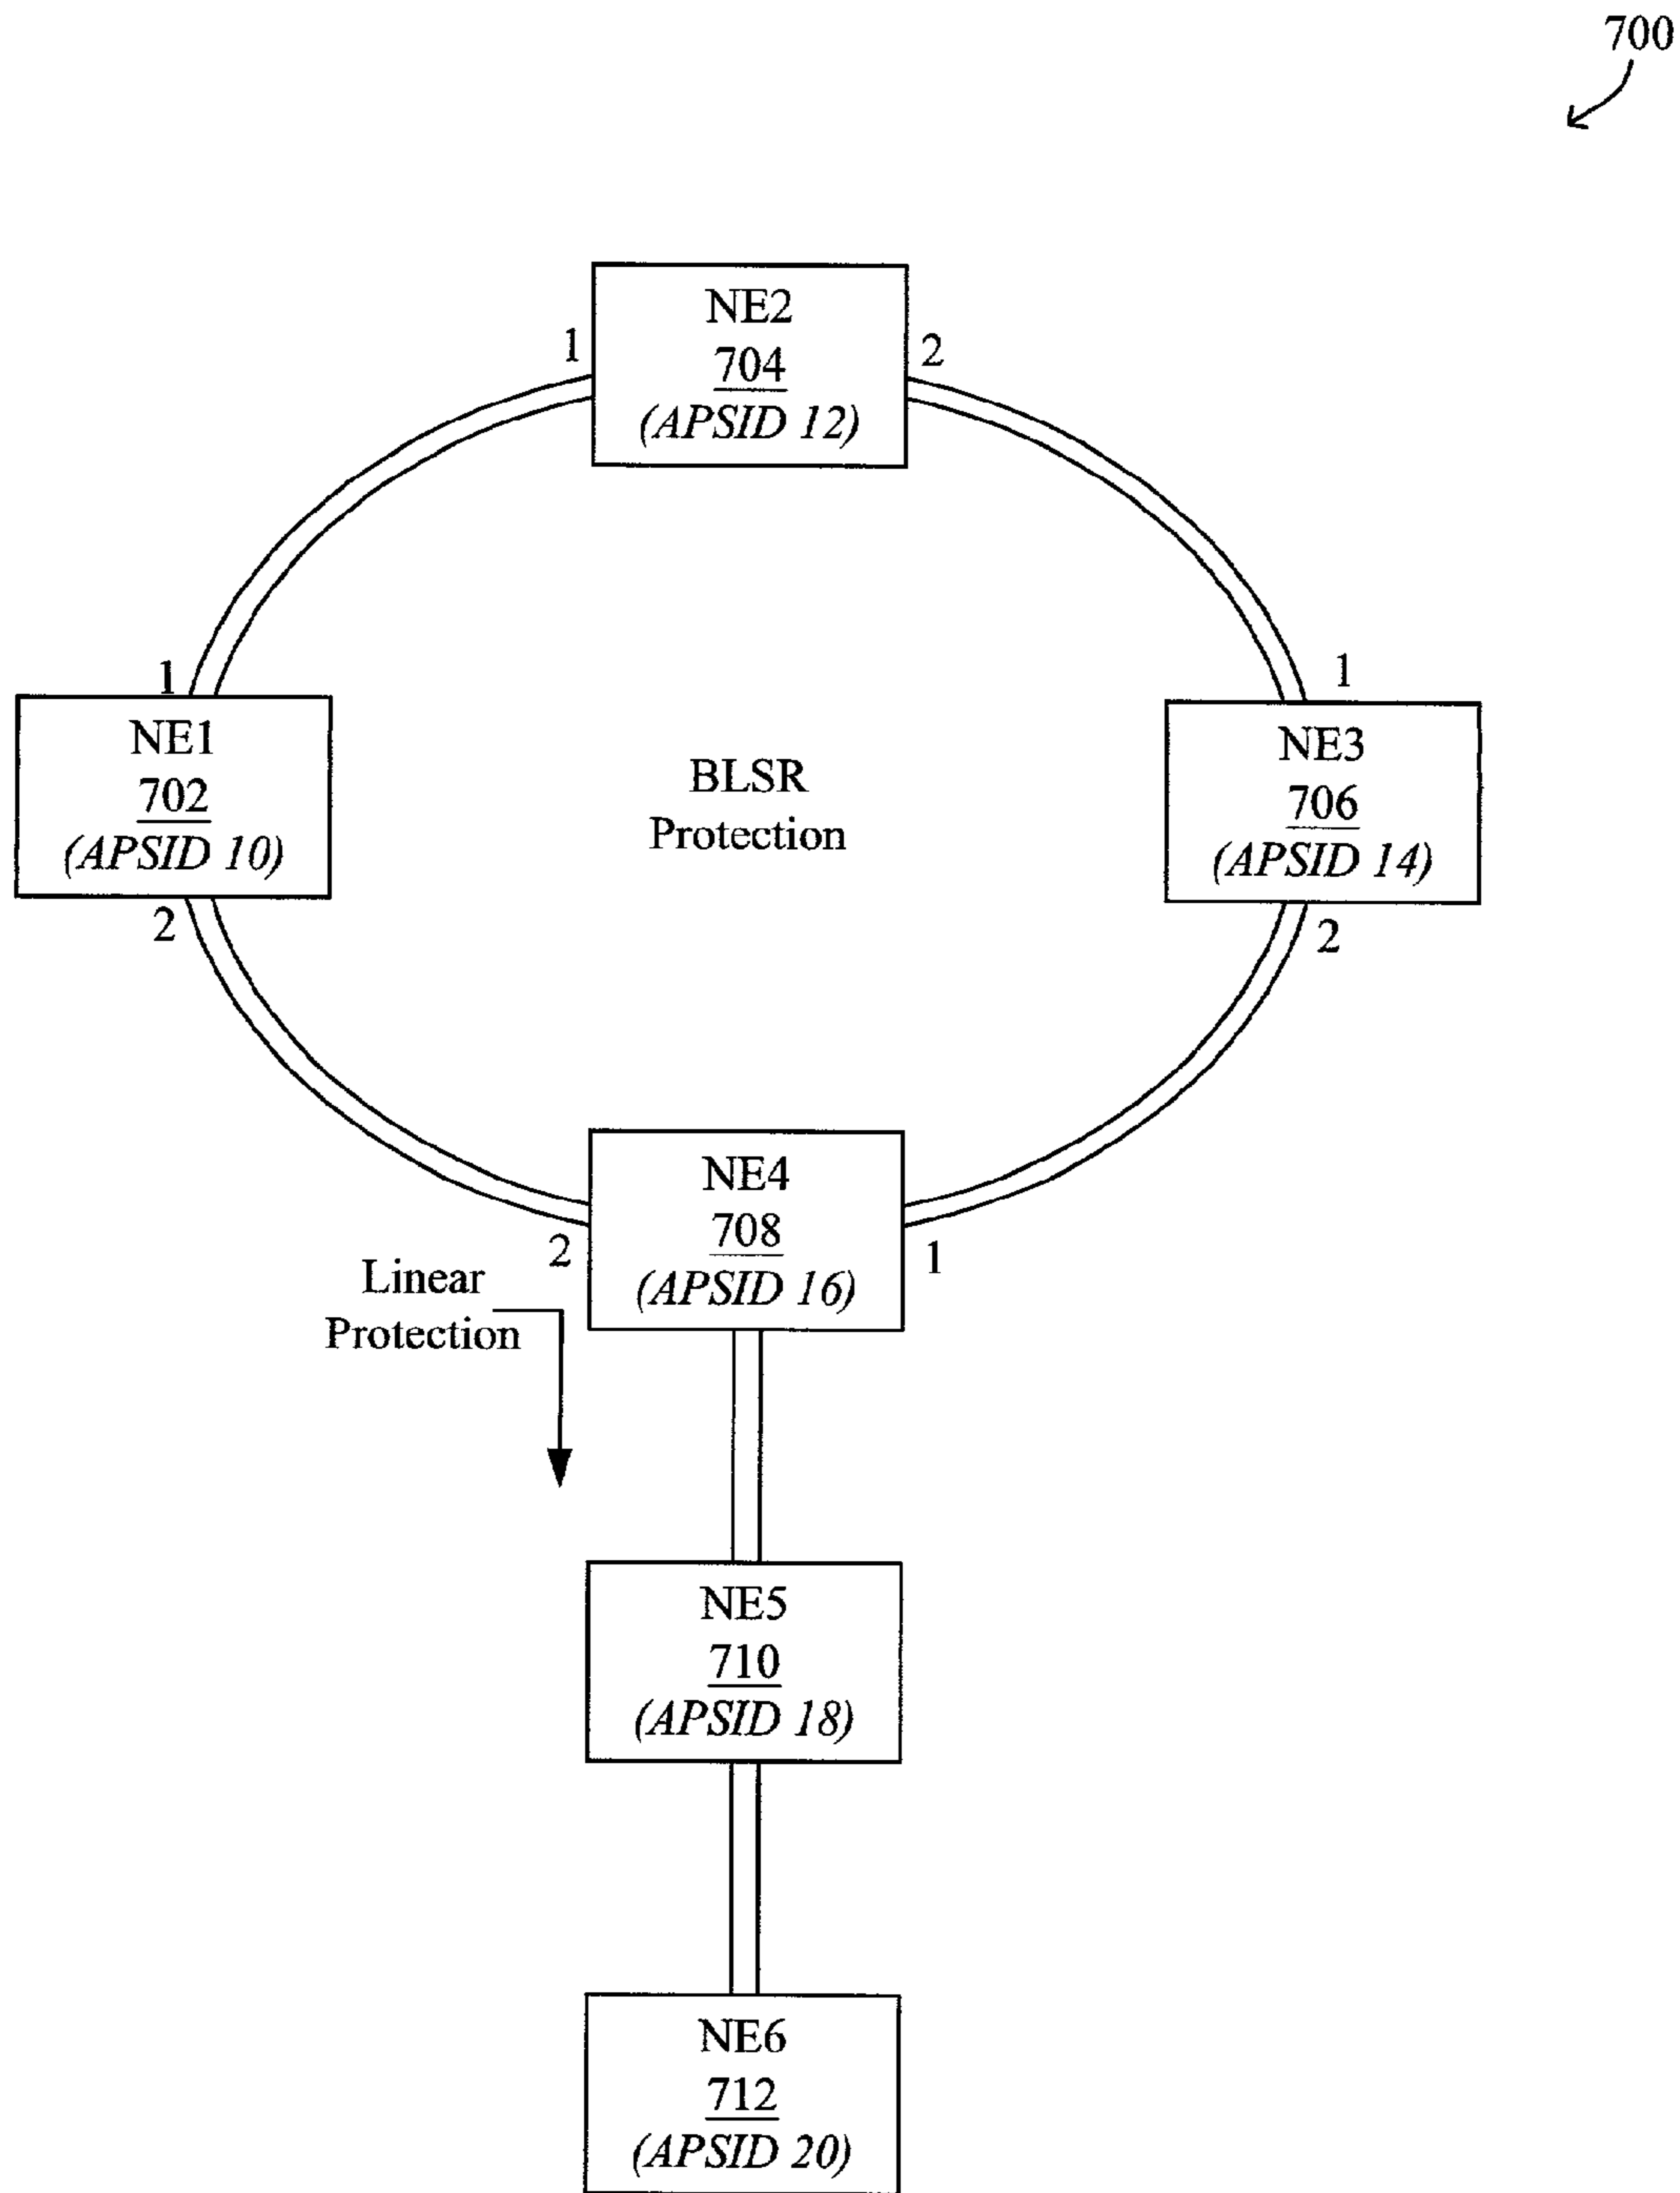 700
NE2
704
(APSID 12)
1
2
1
1
NE1
702
(APSID 10)
BLSR
Protection
NE3
706
(APSID 14)
2
2
NE4
708
(APSID 16)
2
1
Linear
Protection
NE5
710
(APSID 18)
NE6
712
(APSID 20)